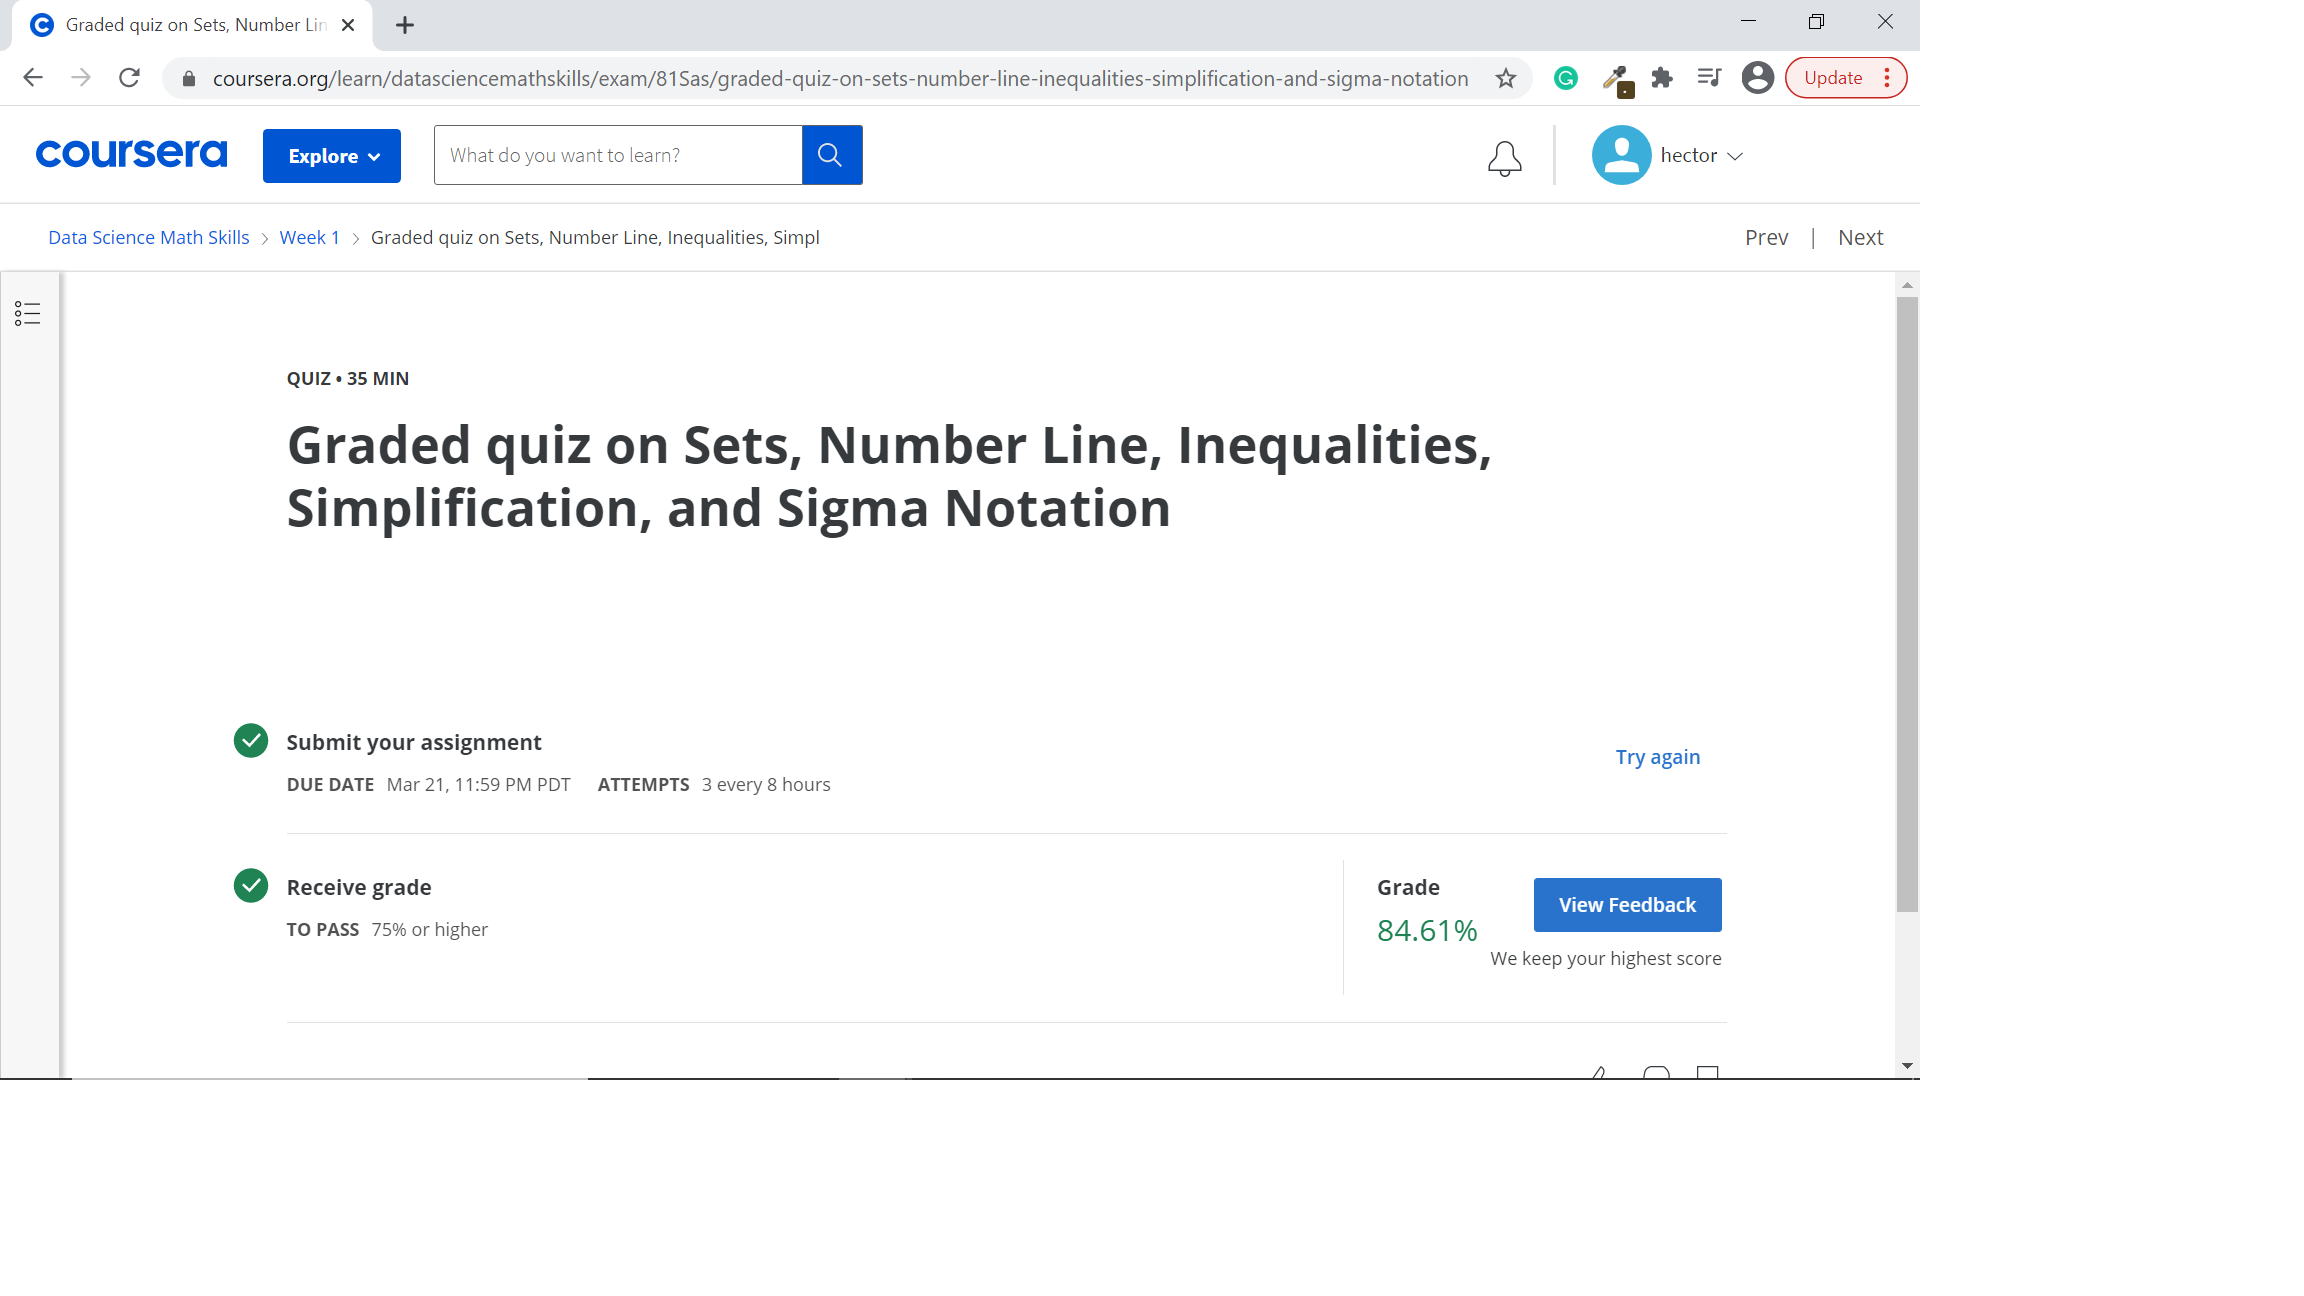 Graded quiz on Sets, Number Lin
coursera.org/learn/datasciencemathskills/exam/81Sas/graded-quiz-on-sets-number-line-inequalities-simplification-and-sigma-notation
Update
coursera
Explore
What do you want to learn?
hector
Data Science Math Skills
Week 1
Graded quiz on Sets, Number Line, Inequalities, Simpl
Prev | Next
QUIZ • 35 MIN
Graded quiz on Sets, Number Line, Inequalities,
Simplification, and Sigma Notation
Submit your assignment
DUE DATE Mar 21, 11:59 PM PDT ATTEMPTS 3 every 8 hours
Try again
Receive grade
TO PASS 75% or higher
Grade
84.61%
View Feedback
We keep your highest score